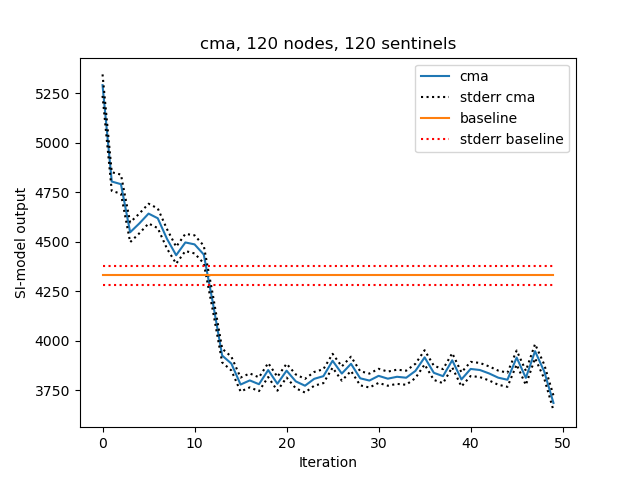 cma, 120 nodes, 120 sentinels
cma
stderr cma
baseline
stderr baseline
SI-model output
5250
5000
4750
4500
4250
4000
3750
0
10
20
30
40
50
Iteration